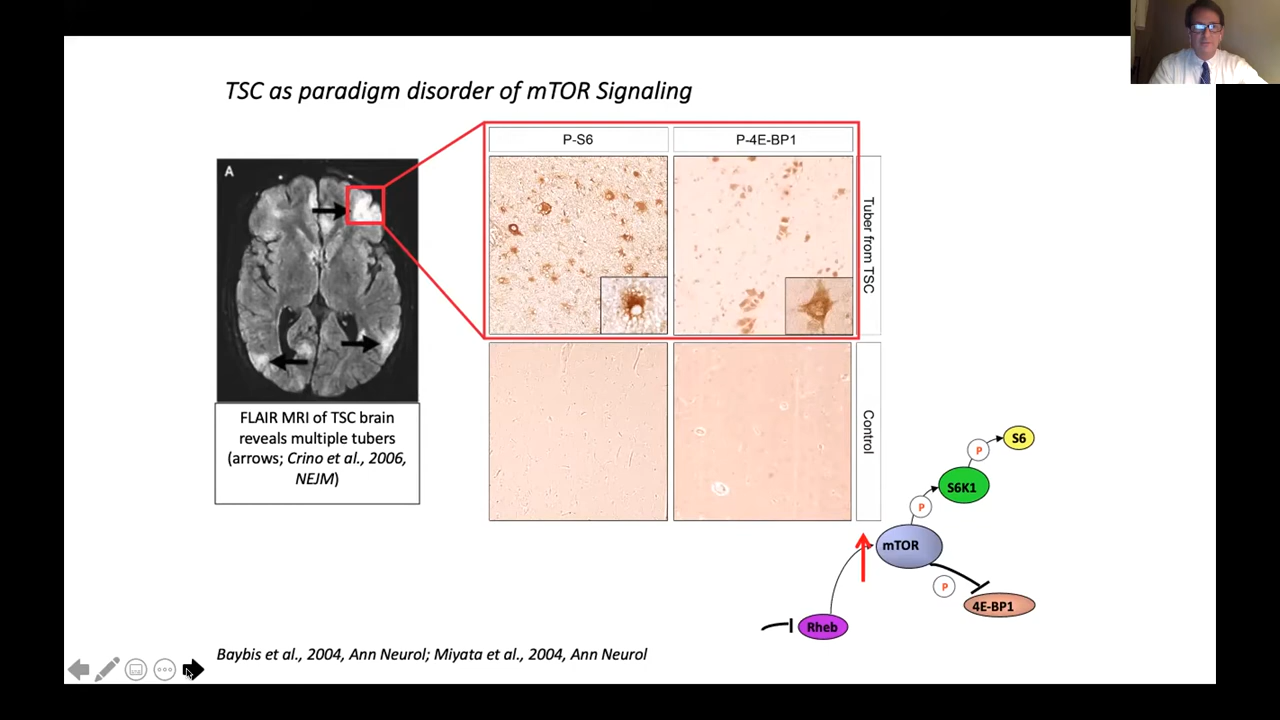 TSC as paradigm disorder of mTOR Signaling
P-S6
P-4E-BP1
A
Tuber from TSC
Control
FLAIR MRI of TSC brain
reveals multiple tubers
(arrows; Crino et al., 2006,
NEJM)
S6
P
S6K1
P
mTOR
P
4E-BP1
Rheb
Baybis et al., 2004, Ann Neurol; Miyata et al., 2004, Ann Neurol